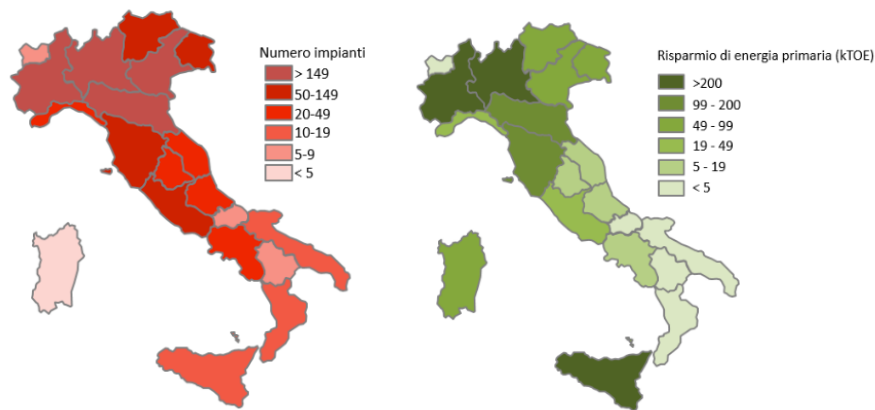 Numero impianti
> 149
50-149
20-49
10-19
5-9
< 5
Risparmio di energia primaria (kTOE)
>200
99 - 200
49 - 99
19 - 49
5 - 19
< 5